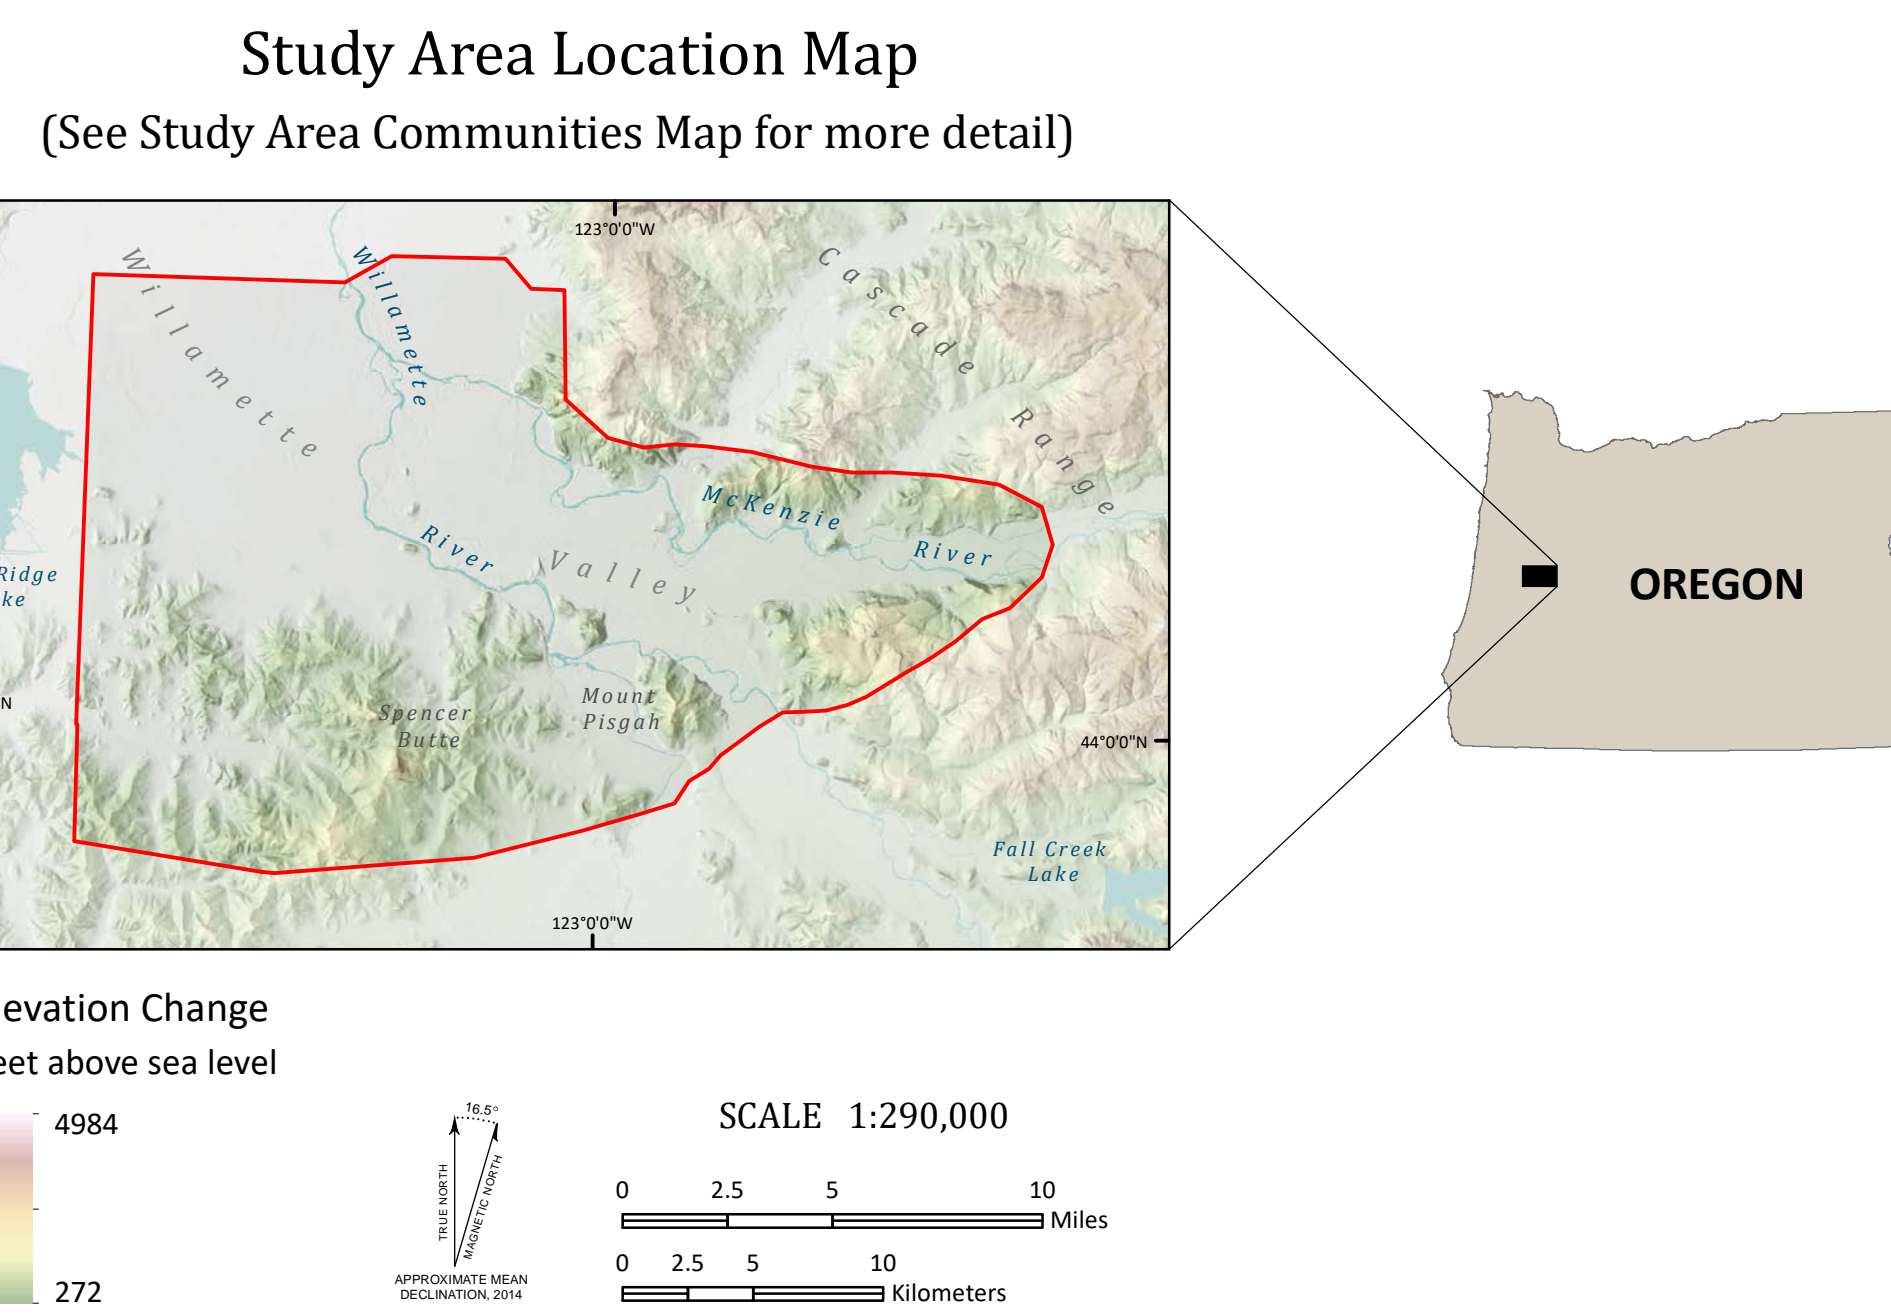 Study Area Location Map
(See Study Area Communities Map for more detail)
123°0'0"W
Willamette
Willamette
Cascade
Range
McKenzie
River
River
Valley
Ridge
ke
N
Mount
Pisgah
Spencer
Butte
44°0'0"N
Fall Creek
Lake
123°0'0"W
OREGON
levation Change
eet above sea level
4984
272
16.5°
TRUE NORTH
MAGNETIC NORTH
APPROXIMATE MEAN
DECLINATION, 2014
SCALE 1:290,000
0 2.5 5 10
Miles
0 2.5 5 10
Kilometers